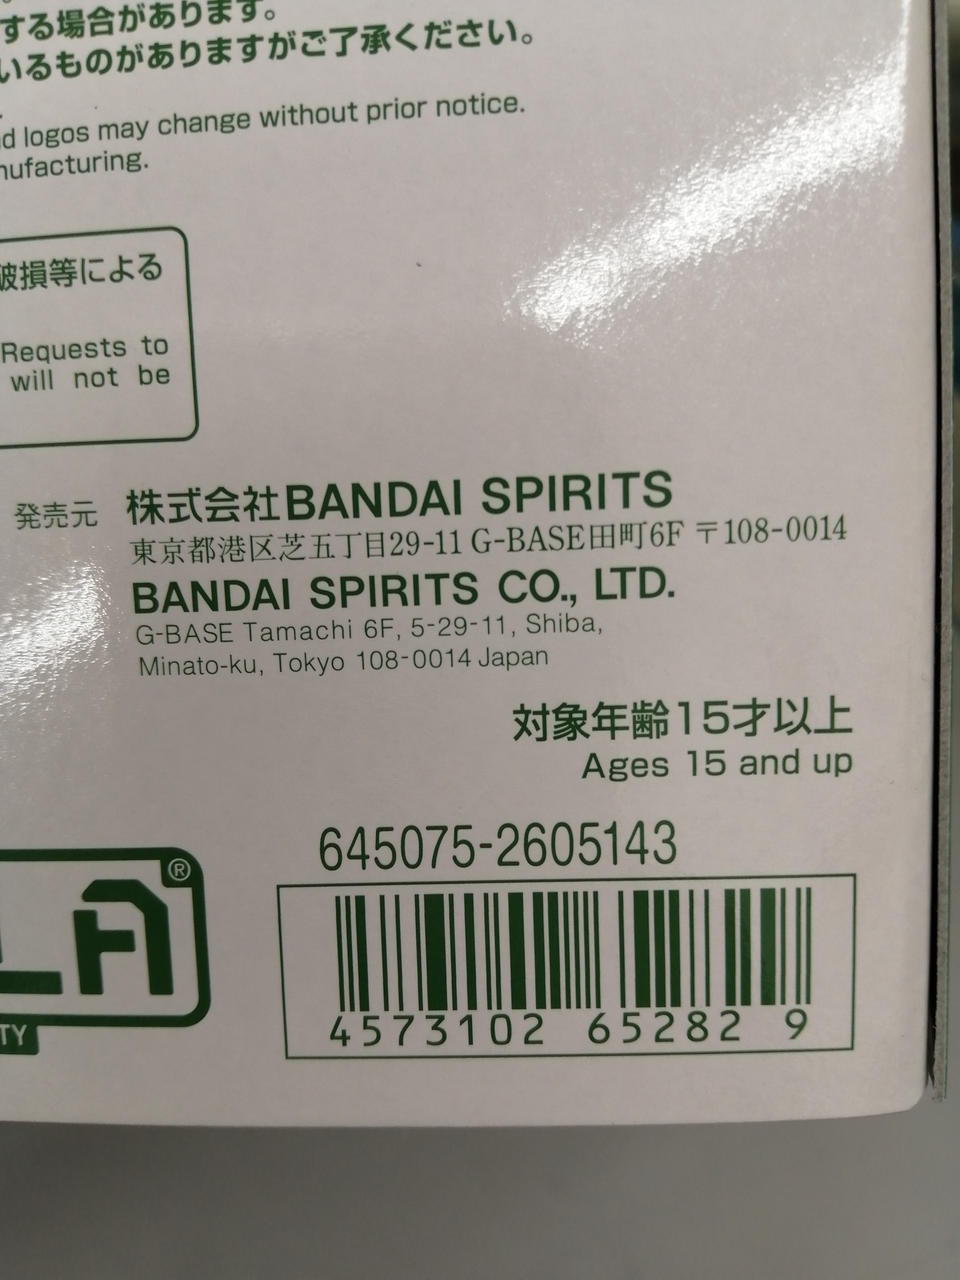 する場合があります。
いるものがありますがご了承ください。
d logos may change without prior notice.
nufacturing.
破損等による
Requests to
will not be
発売元 株式会社BANDAI SPIRITS
東京都港区芝五丁目29-11 G-BASE田町6F 〒108-0014
BANDAI SPIRITS CO., LTD.
G-BASE Tamachi 6F, 5-29-11, Shiba,
Minato-ku, Tokyo 108-0014 Japan
対象年齢15才以上
Ages 15 and up
645075-2605143
LA®
TY
4573102 65282 9